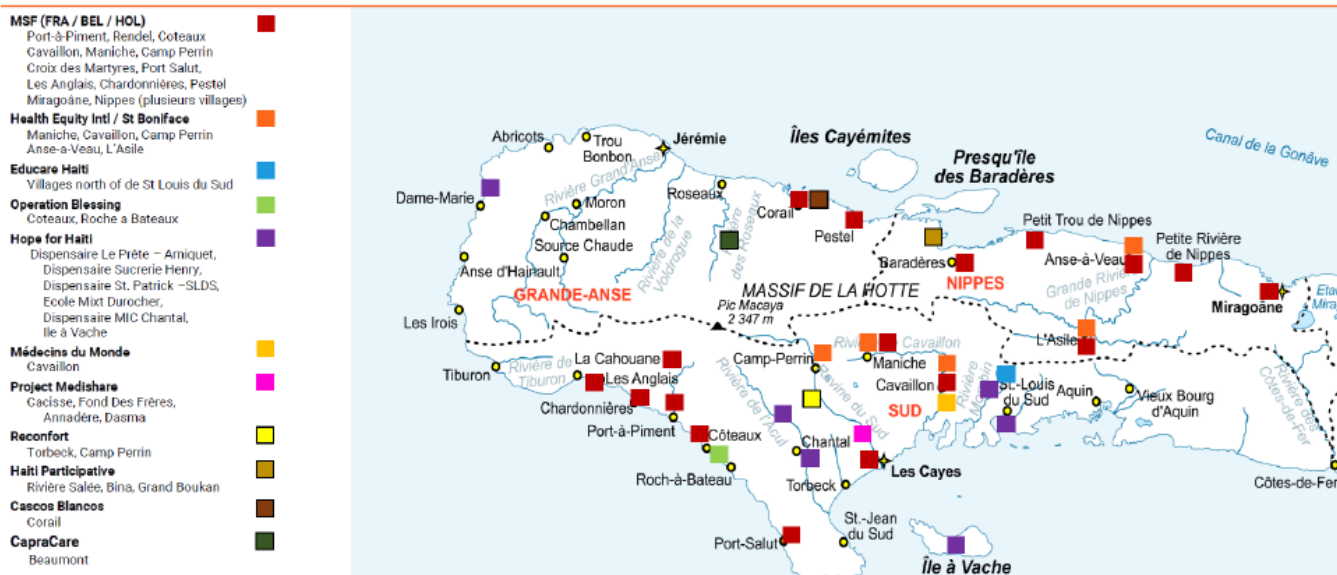 MSF (FRA / BEL / HOL)
Port-à-Piment, Rendel, Coteaux
Cavaillon, Maniche, Camp Perrin
Croix des Martyres, Port Salut,
Les Anglais, Chardonnières, Pestel
Miragoâne, Nippes (plusieurs villages)
Health Equity Intl / St Boniface
Maniche, Cavaillon, Camp Perrin
Anse-a-Veau, L'Asile
Educare Haiti
Villages north of de St Louis du Sud
Operation Blessing
Coteaux, Roche a Bateaux
Hope for Haiti
Dispensaire Le Prête – Arniquet,
Dispensaire Sucrerie Henry,
Dispensaire St. Patrick –SLDS,
Ecole Mixt Durocher,
Dispensaire MIC Chantal,
Ile à Vache
Médecins du Monde
Cavaillon
Project Medishare
Cacisse, Fond Des Frères,
Annadère, Dasma
Reconfort
Torbeck, Camp Perrin
Haiti Participative
Rivière Salée, Bina, Grand Boukan
Cascos Blancos
Corail
CapraCare
Beaumont
Abricots
Trou
Bonbon
Jérémie
Îles Cayémites
Canal de la Gonâve
Presqu'île
des Baradères
Dame-Marie
Rivière Grand'Anse
Moron
Chambellan
Source Chaude
Anse d'Hainault
GRANDE-ANSE
Les Irois
Rivière de la
Voldrogue
Roseaux
des Roseaux
Corail
Pestel
Petit Trou de Nippes
Petite Rivière
de Nippes
Anse-à-Veau
Baradères
NIPPES
Grande Rivière
de Nippes
Miragoâne
Eta
Mira
MASSIF DE LA HOTTE
Pic Macaya
2 347 m
L'Asile
Tiburon
Rivière de
Tiburon
La Cahouane
Les Anglais
Chardonnières
Port-à-Piment
Côteaux
Roch-à-Bateau
Camp-Perrin
Cavaillon
Maniche
Cavaillon
SUD
Ravine du Sud
Rivière de l'Acul
Chantal
Torbeck
Les Cayes
St.-Louis
du Sud
Aquin
Vieux Bourg
d'Aquin
Rivière des
Côtes-de-Fer
Côtes-de-Fer
Port-Salut
St.-Jean
du Sud
Île à Vache